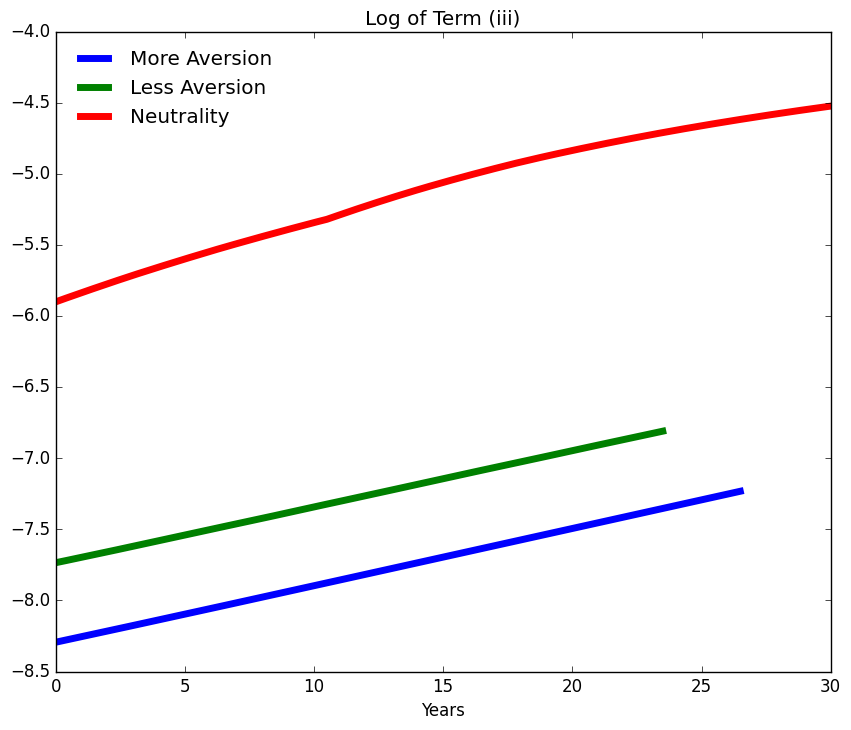 Log of Term (iii)
−4.0
More Aversion
Less Aversion
Neutrality
−4.5
−5.0
−5.5
−6.0
−6.5
−7.0
−7.5
−8.0
−8.5
0 5 10 15 20 25 30
Years